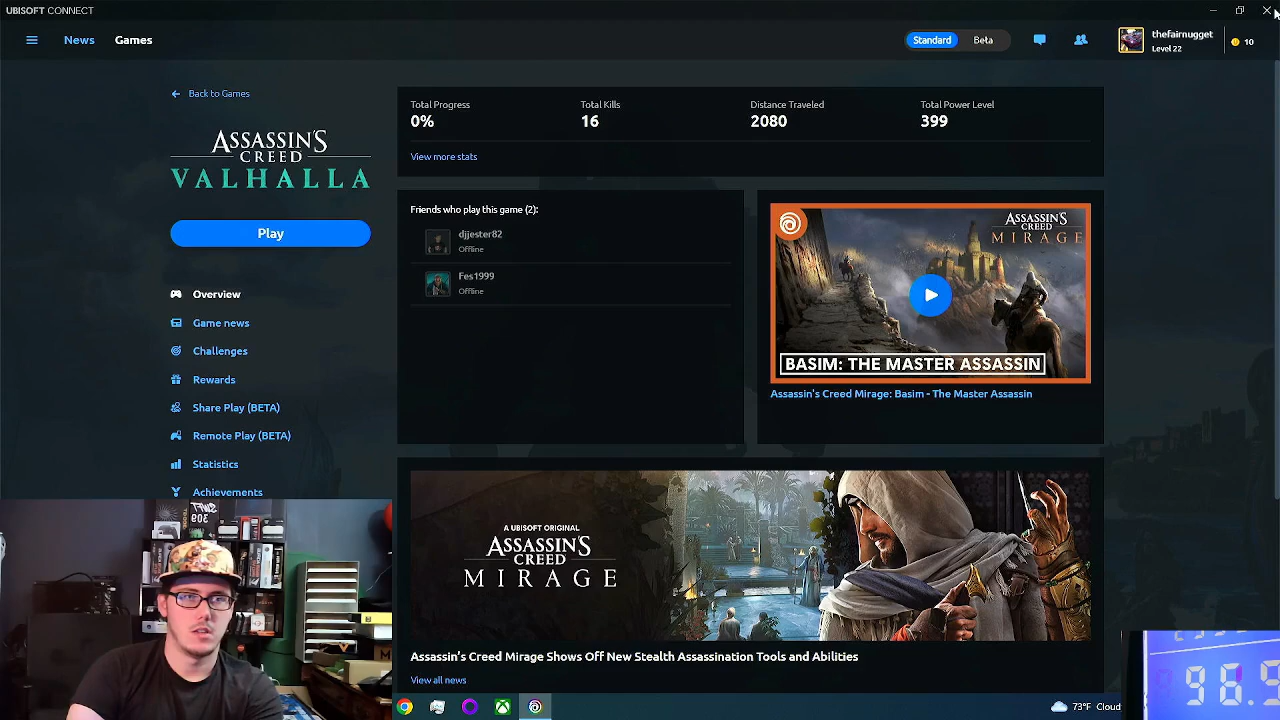 UBISOFT CONNECT
News
Games
Standard
Beta
thefairnugget
Level 22
10
Back to Games
ASSASSIN'S
CREED
VALHALLA
Play
Overview
Game news
Challenges
Rewards
Share Play (BETA)
Remote Play (BETA)
Statistics
Achievements
Total Progress
0%
Total Kills
16
Distance Traveled
2080
Total Power Level
399
View more stats
Friends who play this game (2):
djjester82
Offline
Fes1999
Offline
ASSASSIN'S
CREED
MIRAGE
BASIM: THE MASTER ASSASSIN
Assassin's Creed Mirage: Basim - The Master Assassin
A UBISOFT ORIGINAL
ASSASSIN'S
CREED
MIRAGE
Assassin's Creed Mirage Shows Off New Stealth Assassination Tools and Abilities
View all news
73°F Cloud